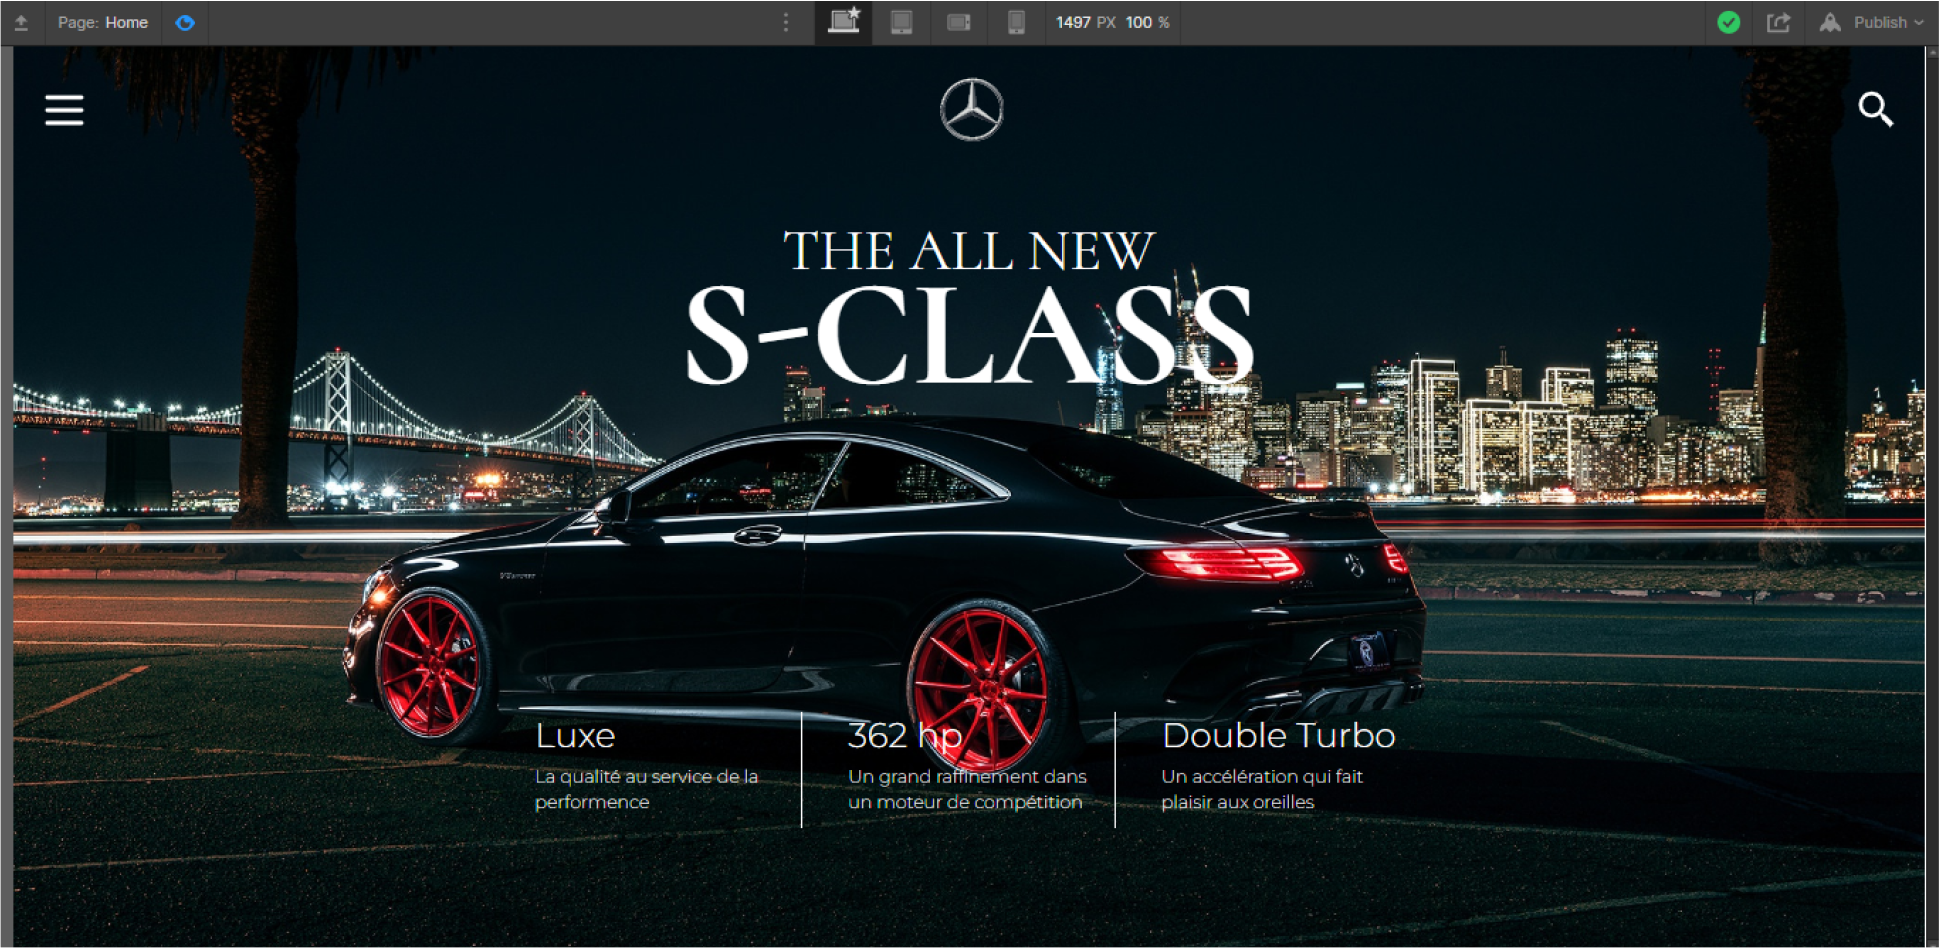 Page: Home
1497 PX 100 %
Publish
THE ALL NEW
S-CLASS
Luxe
La qualité au service de la
performence
362 hp
Un grand raffinement dans
un moteur de compétition
Double Turbo
Un accélération qui fait
plaisir aux oreilles